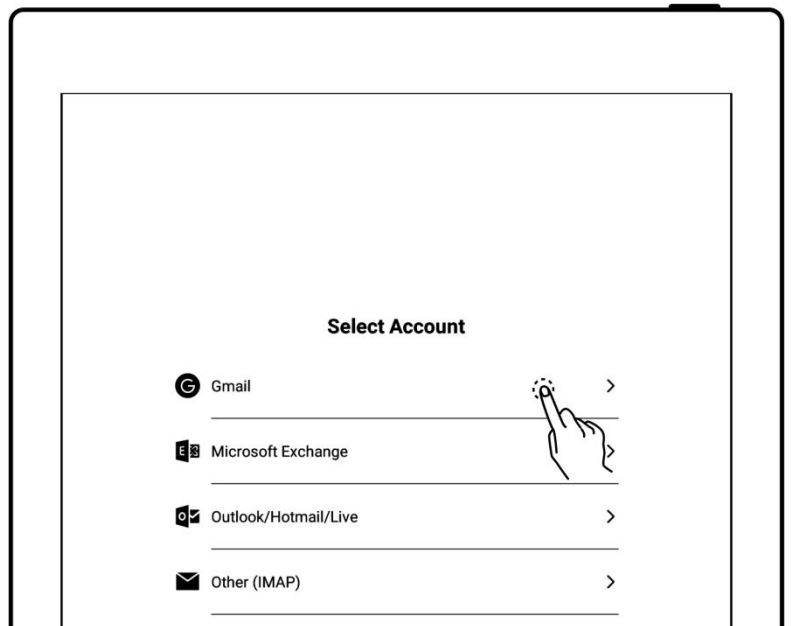 Select Account
Gmail
Microsoft Exchange
Outlook/Hotmail/Live
Other (IMAP)